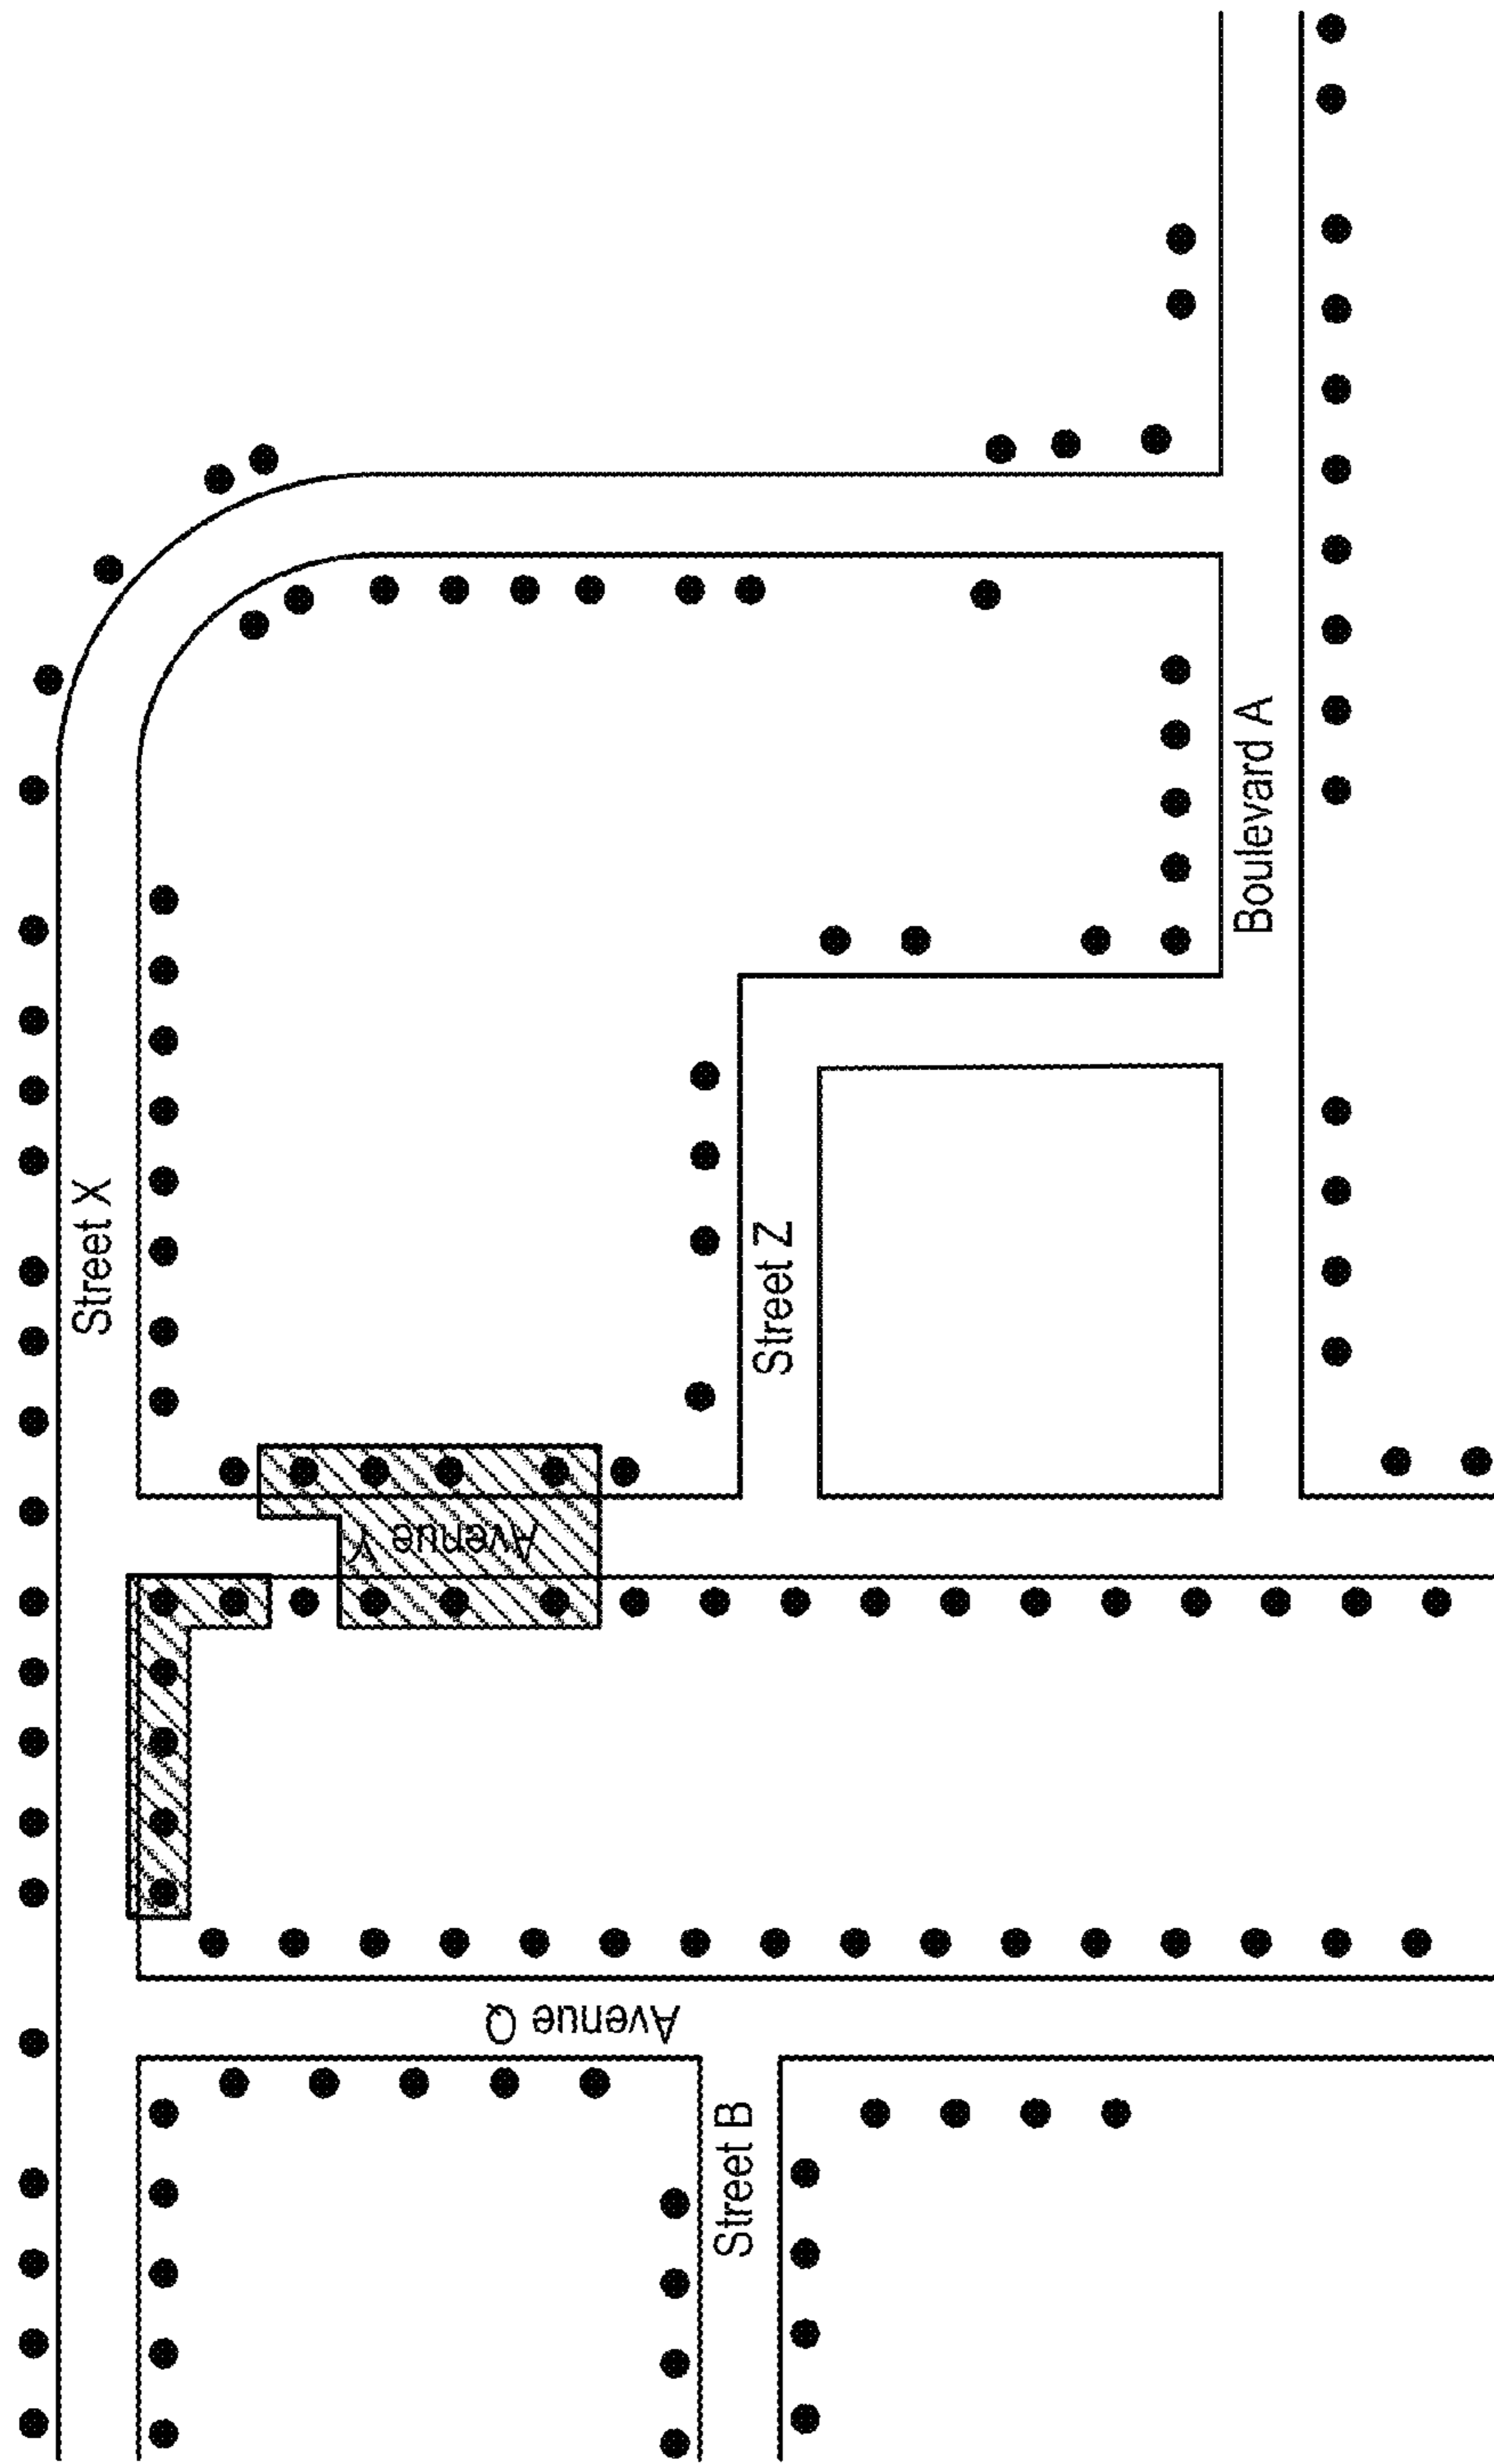 Street X
Avenue Y
Street Z
Boulevard A
Avenue Q
Street B